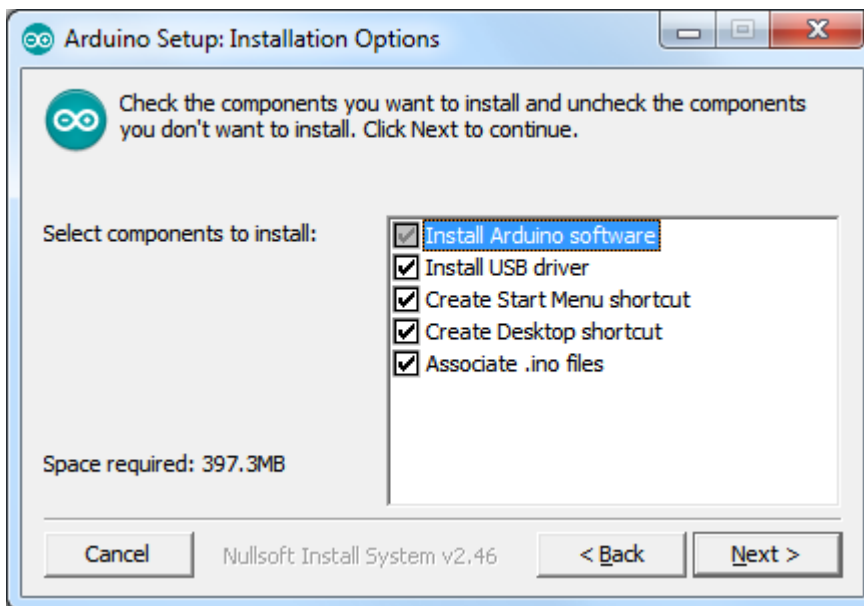 Arduino Setup: Installation Options
Check the components you want to install and uncheck the components
you don't want to install. Click Next to continue.
Select components to install:
Install Arduino software
Install USB driver
Create Start Menu shortcut
Create Desktop shortcut
Associate .ino files
Space required: 397.3MB
Cancel
Nullsoft Install System v2.46
< Back
Next >